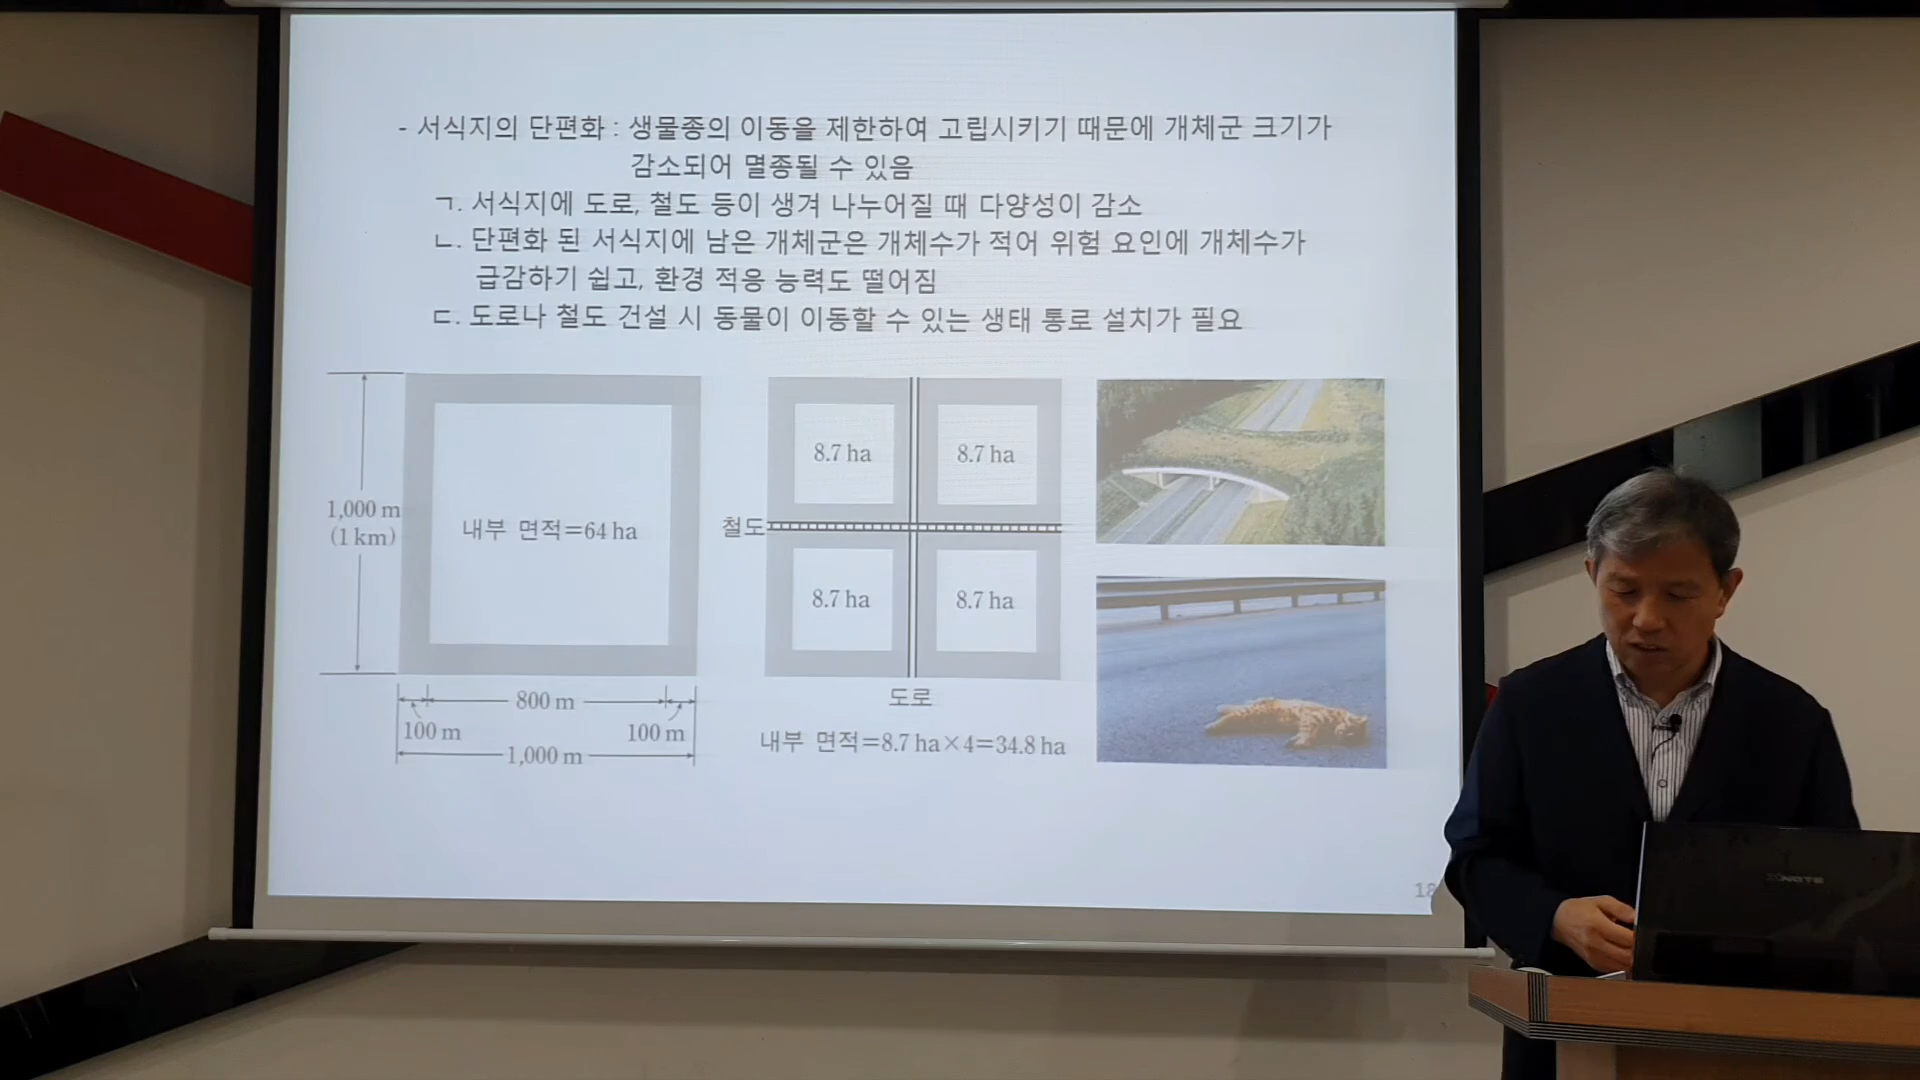 - 서식지의 단편화 : 생물종의 이동을 제한하여 고립시키기 때문에 개체군 크기가
감소되어 멸종될 수 있음
ㄱ. 서식지에 도로, 철도 등이 생겨 나누어질 때 다양성이 감소
ㄴ. 단편화 된 서식지에 남은 개체군은 개체수가 적어 위험 요인에 개체수가
급감하기 쉽고, 환경 적응 능력도 떨어짐
ㄷ. 도로나 철도 건설 시 동물이 이동할 수 있는 생태 통로 설치가 필요
1,000 m
(1 km)
내부 면적=64 ha
800 m
100 m
100 m
1,000 m
8.7 ha
8.7 ha
철도
8.7 ha
8.7 ha
도로
내부 면적=8.7 ha×4=34.8 ha
18
XNOTE